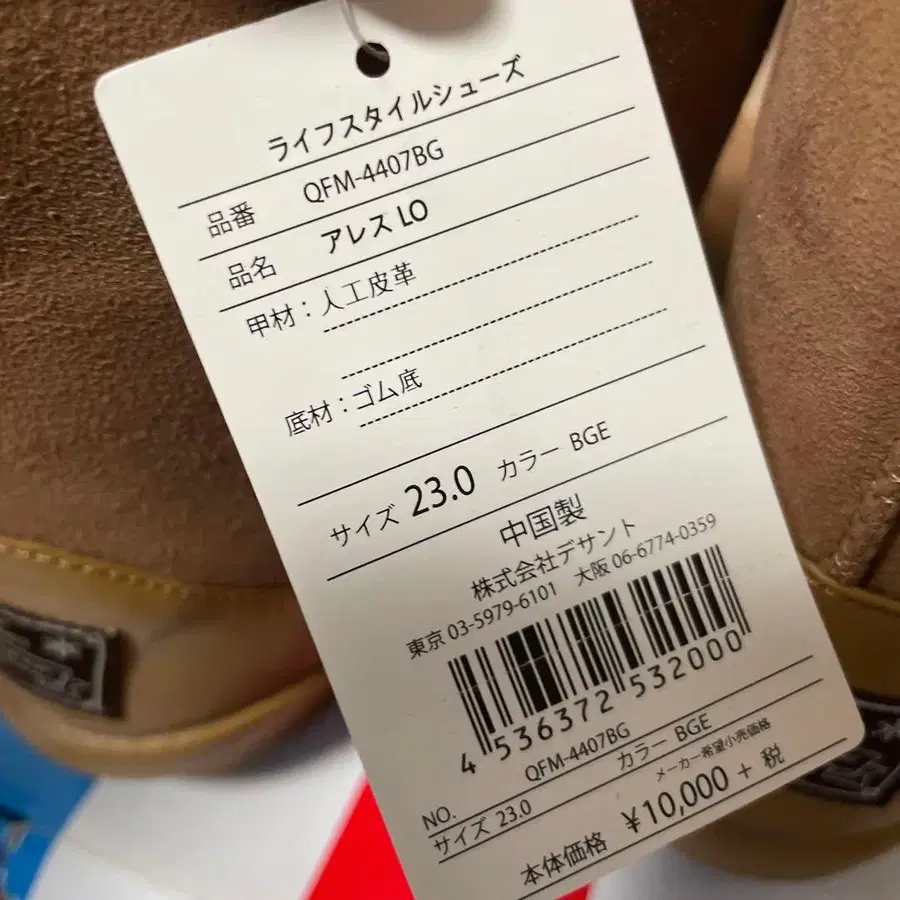 ライフスタイルシューズ
品番 QFM-4407BG
品名 アレス LO
甲材：人工皮革
底材：ゴム底
サイズ 23.0 カラー BGE
中国製
株式会社デサント
東京 03-5979-6101 大阪 06-6774-0359
4 536372 532000
NO. QFM-4407BG
サイズ 23.0 カラー BGE
メーカー希望小売価格
本体価格 ¥10,000 + 税